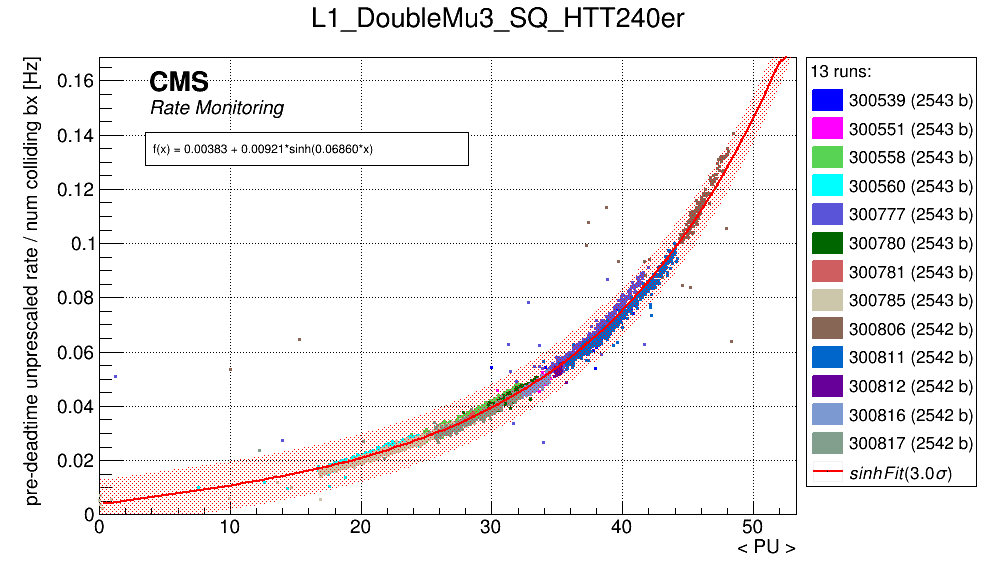 L1_DoubleMu3_SQ_HTT240er
pre-deadtime unprescaled rate / num colliding bx [Hz]
0.16
0.14
0.12
0.1
0.08
0.06
0.04
0.02
0
CMS
Rate Monitoring
f(x) = 0.00383 + 0.00921*sinh(0.06860*x)
0 10 20 30 40 50
< PU >
13 runs:
300539 (2543 b)
300551 (2543 b)
300558 (2543 b)
300560 (2543 b)
300777 (2543 b)
300780 (2543 b)
300781 (2543 b)
300785 (2543 b)
300806 (2542 b)
300811 (2542 b)
300812 (2542 b)
300816 (2542 b)
300817 (2542 b)
sinhFit(3.0σ)